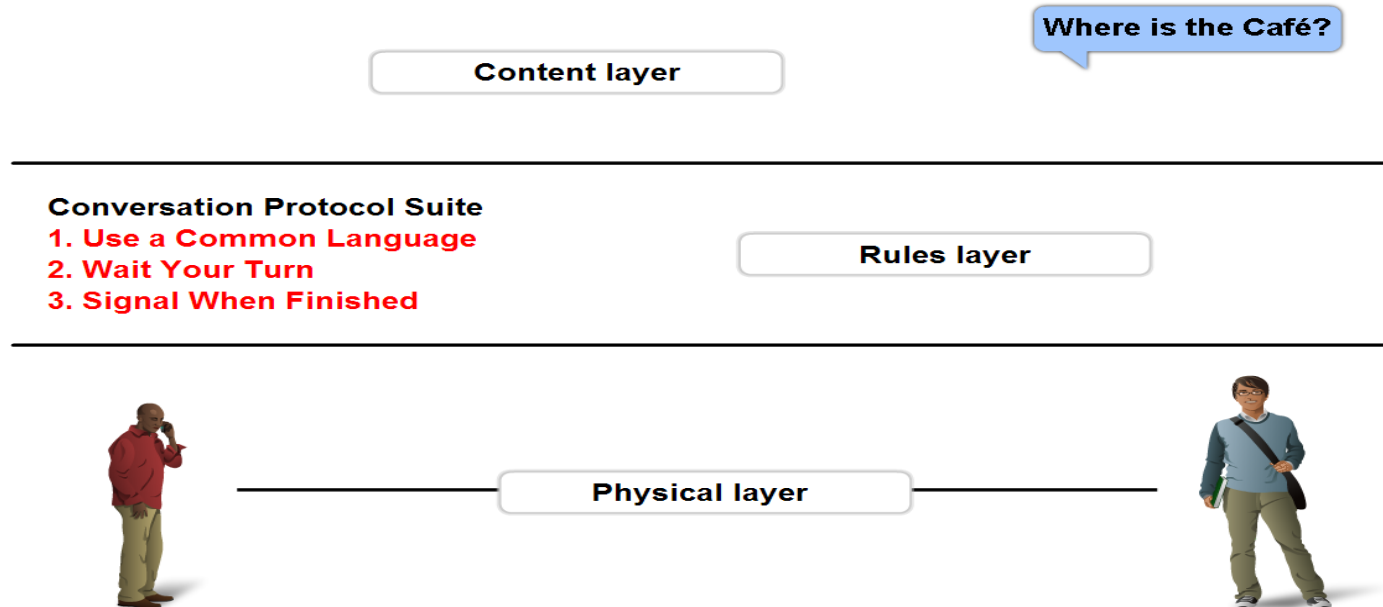 Where is the Café?
Content layer
Conversation Protocol Suite
1. Use a Common Language
2. Wait Your Turn
3. Signal When Finished
Rules layer
Physical layer